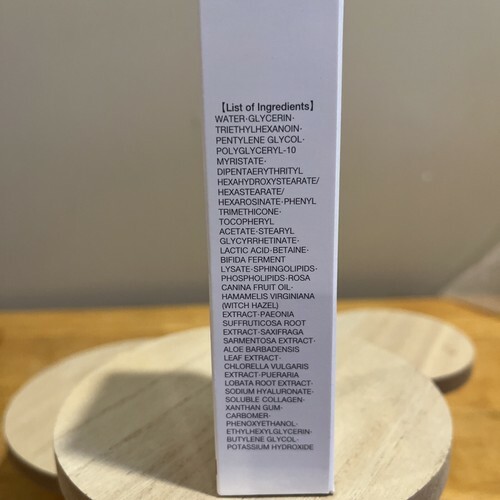 【List of Ingredients】
WATER·GLYCERIN·
TRIETHYLHEXANOIN·
PENTYLENE GLYCOL·
POLYGLYCERYL-10
MYRISTATE·
DIPENTAERYTHRITYL
HEXAHYDROXYSTEARATE/
HEXASTEARATE/
HEXAROSINATE·PHENYL
TRIMETHICONE·
TOCOPHERYL
ACETATE·STEARYL
GLYCYRRHETINATE·
LACTIC ACID·BETAINE·
BIFIDA FERMENT
LYSATE·SPHINGOLIPIDS·
PHOSPHOLIPIDS·ROSA
CANINA FRUIT OIL·
HAMAMELIS VIRGINIANA
(WITCH HAZEL)
EXTRACT·PAEONIA
SUFFRUTICOSA ROOT
EXTRACT·SAXIFRAGA
SARMENTOSA EXTRACT·
ALOE BARBADENSIS
LEAF EXTRACT·
CHLORELLA VULGARIS
EXTRACT·PUERARIA
LOBATA ROOT EXTRACT·
SODIUM HYALURONATE·
SOLUBLE COLLAGEN·
XANTHAN GUM·
CARBOMER·
PHENOXYETHANOL·
ETHYLHEXYLGLYCERIN·
BUTYLENE GLYCOL·
POTASSIUM HYDROXIDE